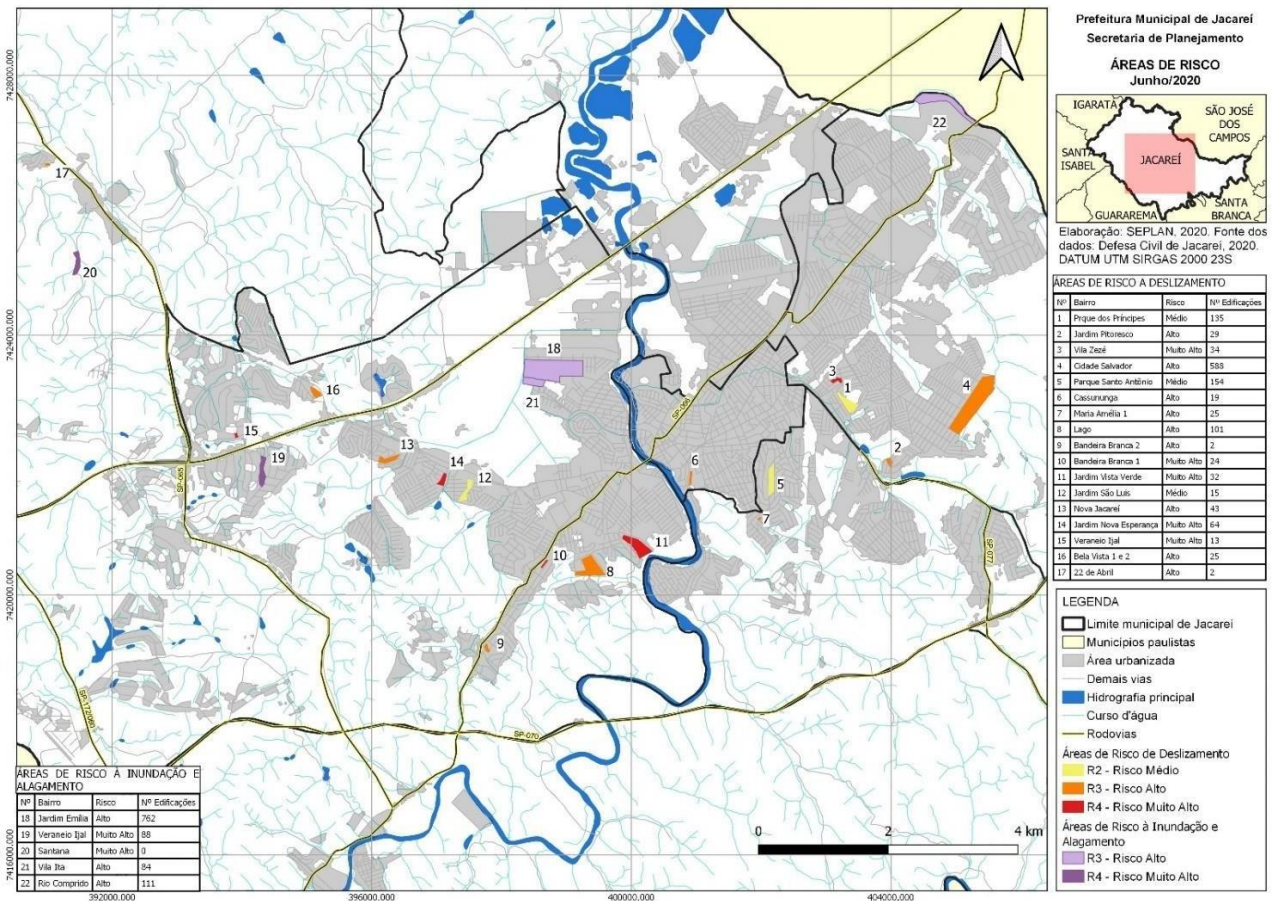 Prefeitura Municipal de Jacareí
Secretaria de Planejamento
ÁREAS DE RISCO
Junho/2020
IGARATÁ
SÃO JOSÉ
DOS
CAMPOS
SANTA
ISABEL
JACAREÍ
GUARAREMA
SANTA
BRANCA
Elaboração: SEPLAN, 2020. Fonte dos
dados: Defesa Civil de Jacareí, 2020.
DATUM UTM SIRGAS 2000 23S
ÁREAS DE RISCO A DESLIZAMENTO
Nº Bairro Risco Nº Edificações
1 Prque dos Príncipes Médio 135
2 Jardim Pitoresco Alto 29
3 Vila Zezé Muito Alto 34
4 Cidade Salvador Alto 588
5 Parque Santo Antônio Médio 154
6 Cassununga Alto 19
7 Maria Amélia 1 Alto 25
8 Lago Alto 101
9 Bandeira Branca 2 Alto 2
10 Bandeira Branca 1 Muito Alto 24
11 Jardim Vista Verde Muito Alto 32
12 Jardim São Luis Médio 15
13 Nova Jacareí Alto 43
14 Jardim Nova Esperança Muito Alto 64
15 Veraneio Ijal Muito Alto 13
16 Bela Vista 1 e 2 Alto 25
17 22 de Abril Alto 2
LEGENDA
Limite municipal de Jacareí
Municípios paulistas
Área urbanizada
Demais vias
Hidrografia principal
Curso d'água
Rodovias
Áreas de Risco de Deslizamento
R2 - Risco Médio
R3 - Risco Alto
R4 - Risco Muito Alto
Áreas de Risco à Inundação e
Alagamento
R3 - Risco Alto
R4 - Risco Muito Alto
ÁREAS DE RISCO À INUNDAÇÃO E
ALAGAMENTO
Nº Bairro Risco Nº Edificações
18 Jardim Emília Alto 762
19 Veraneio Ijal Muito Alto 88
20 Santana Muito Alto 0
21 Vila Ita Alto 84
22 Rio Comprido Alto 111
7428000.000
7424000.000
7420000.000
7416000.000
392000.000
396000.000
400000.000
404000.000
22
17
20
18
21
16
15
19
13
14
12
3
1
4
2
6
5
7
11
10
8
9
SP-065
SP-066
SP-077
SP-070
SP-172/060
0 2 4 km